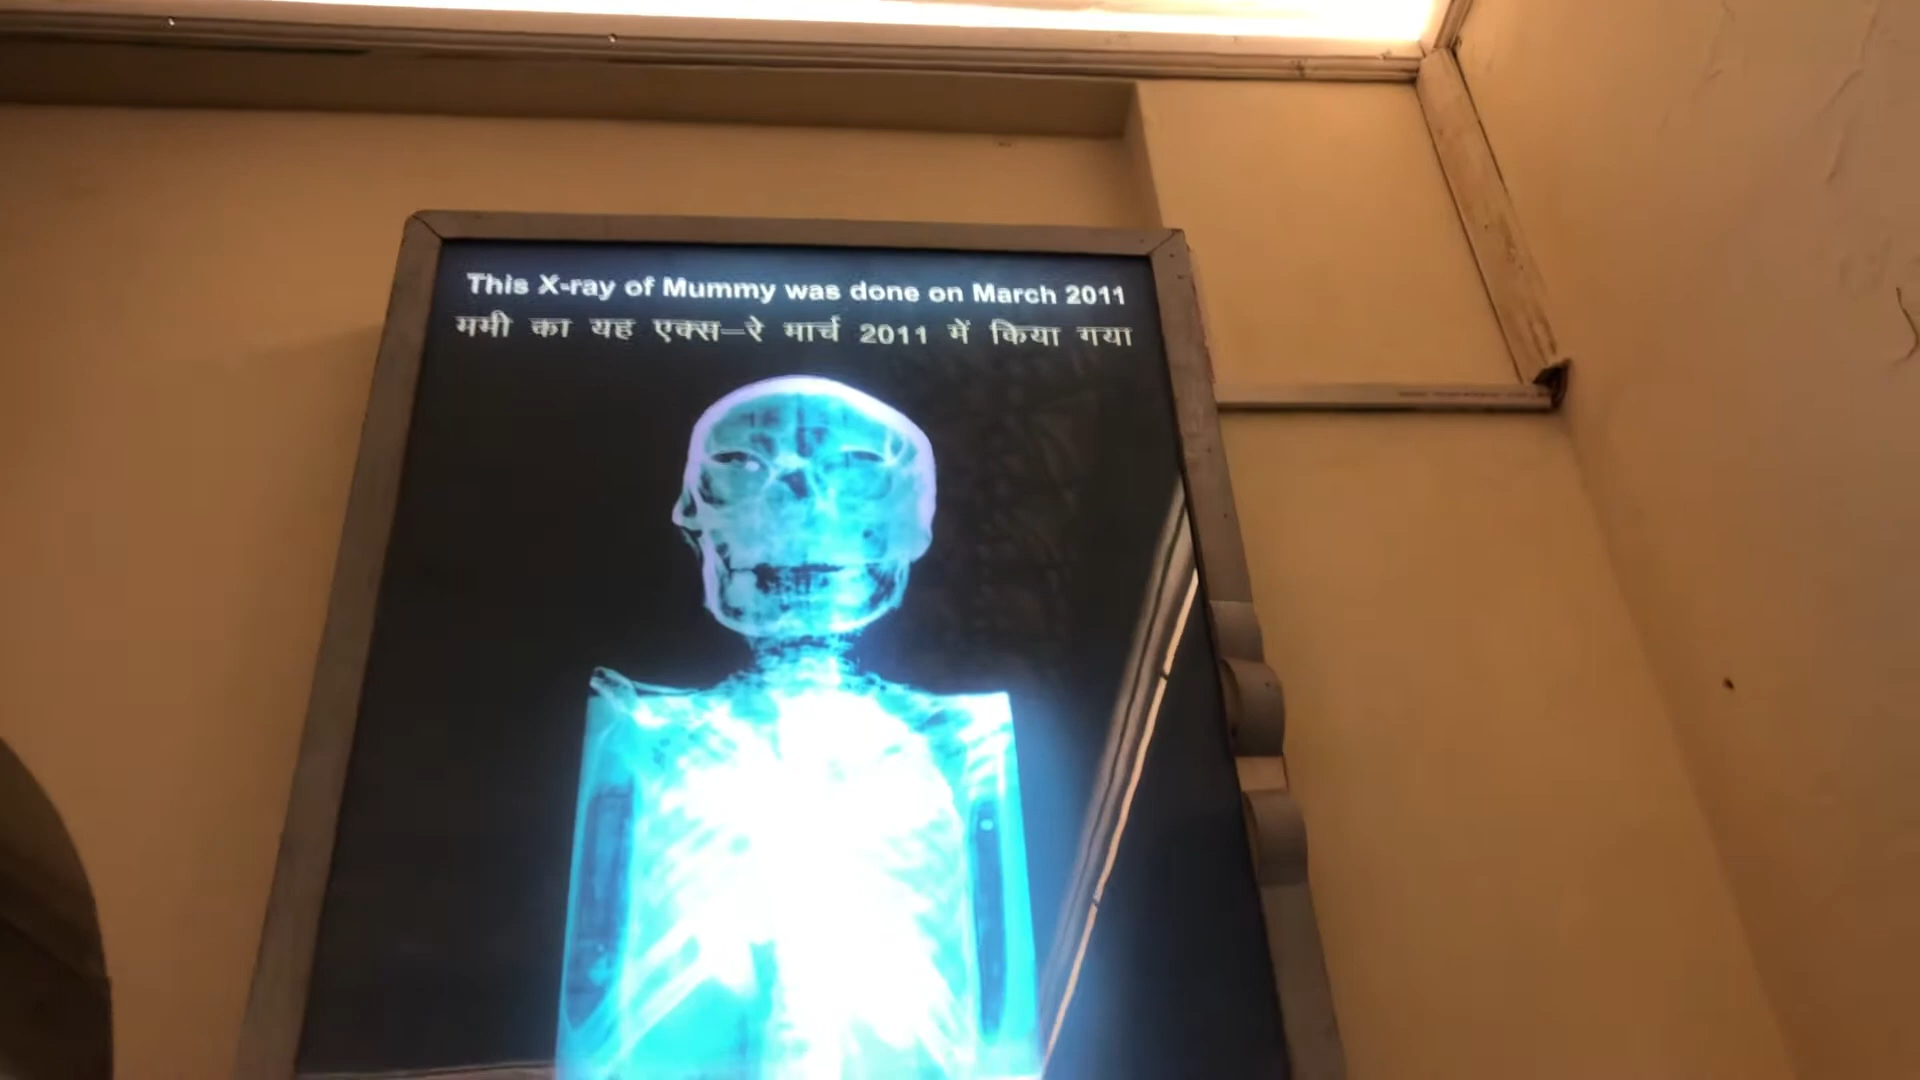 This X-ray of Mummy was done on March 2011
ममी का यह एक्स–रे मार्च 2011 में किया गया